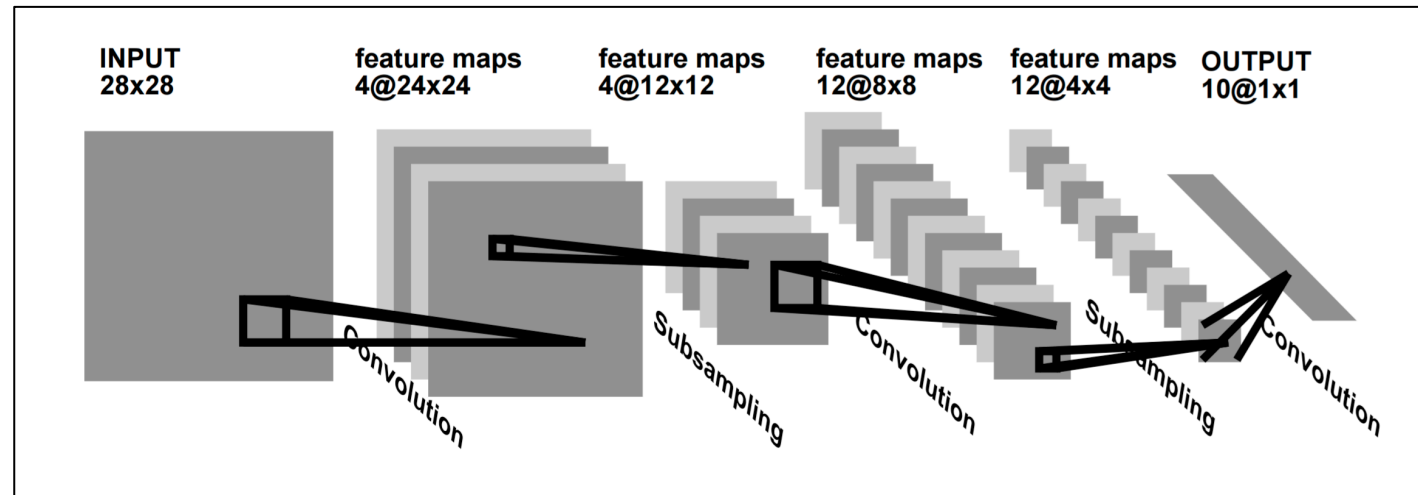 INPUT
28x28
feature maps
4@24x24
feature maps
4@12x12
feature maps
12@8x8
feature maps
12@4x4
OUTPUT
10@1x1
Convolution
Subsampling
Convolution
Subsampling
Convolution